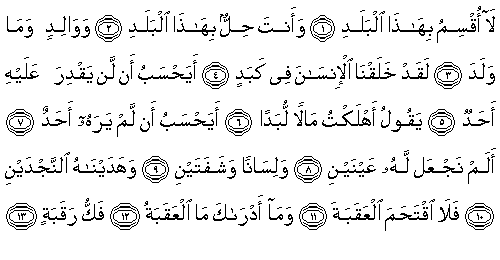 لَآ أُقْسِمُ بِهَـٰذَا ٱلْبَلَدِ ١ وَأَنتَ حِلٌّۢ بِهَـٰذَا ٱلْبَلَدِ ٢ وَوَالِدٍ وَمَا
وَلَدَ ٣ لَقَدْ خَلَقْنَا ٱلْإِنسَـٰنَ فِى كَبَدٍ ٤ أَيَحْسَبُ أَن لَّن يَقْدِرَ عَلَيْهِ
أَحَدٌ ٥ يَقُولُ أَهْلَكْتُ مَالًا لُّبَدًا ٦ أَيَحْسَبُ أَن لَّمْ يَرَهُۥٓ أَحَدٌ ٧
أَلَمْ نَجْعَل لَّهُۥ عَيْنَيْنِ ٨ وَلِسَانًا وَشَفَتَيْنِ ٩ وَهَدَيْنَـٰهُ ٱلنَّجْدَيْنِ
١٠ فَلَا ٱقْتَحَمَ ٱلْعَقَبَةَ ١١ وَمَآ أَدْرَىٰكَ مَا ٱلْعَقَبَةُ ١٢ فَكُّ رَقَبَةٍ ١٣